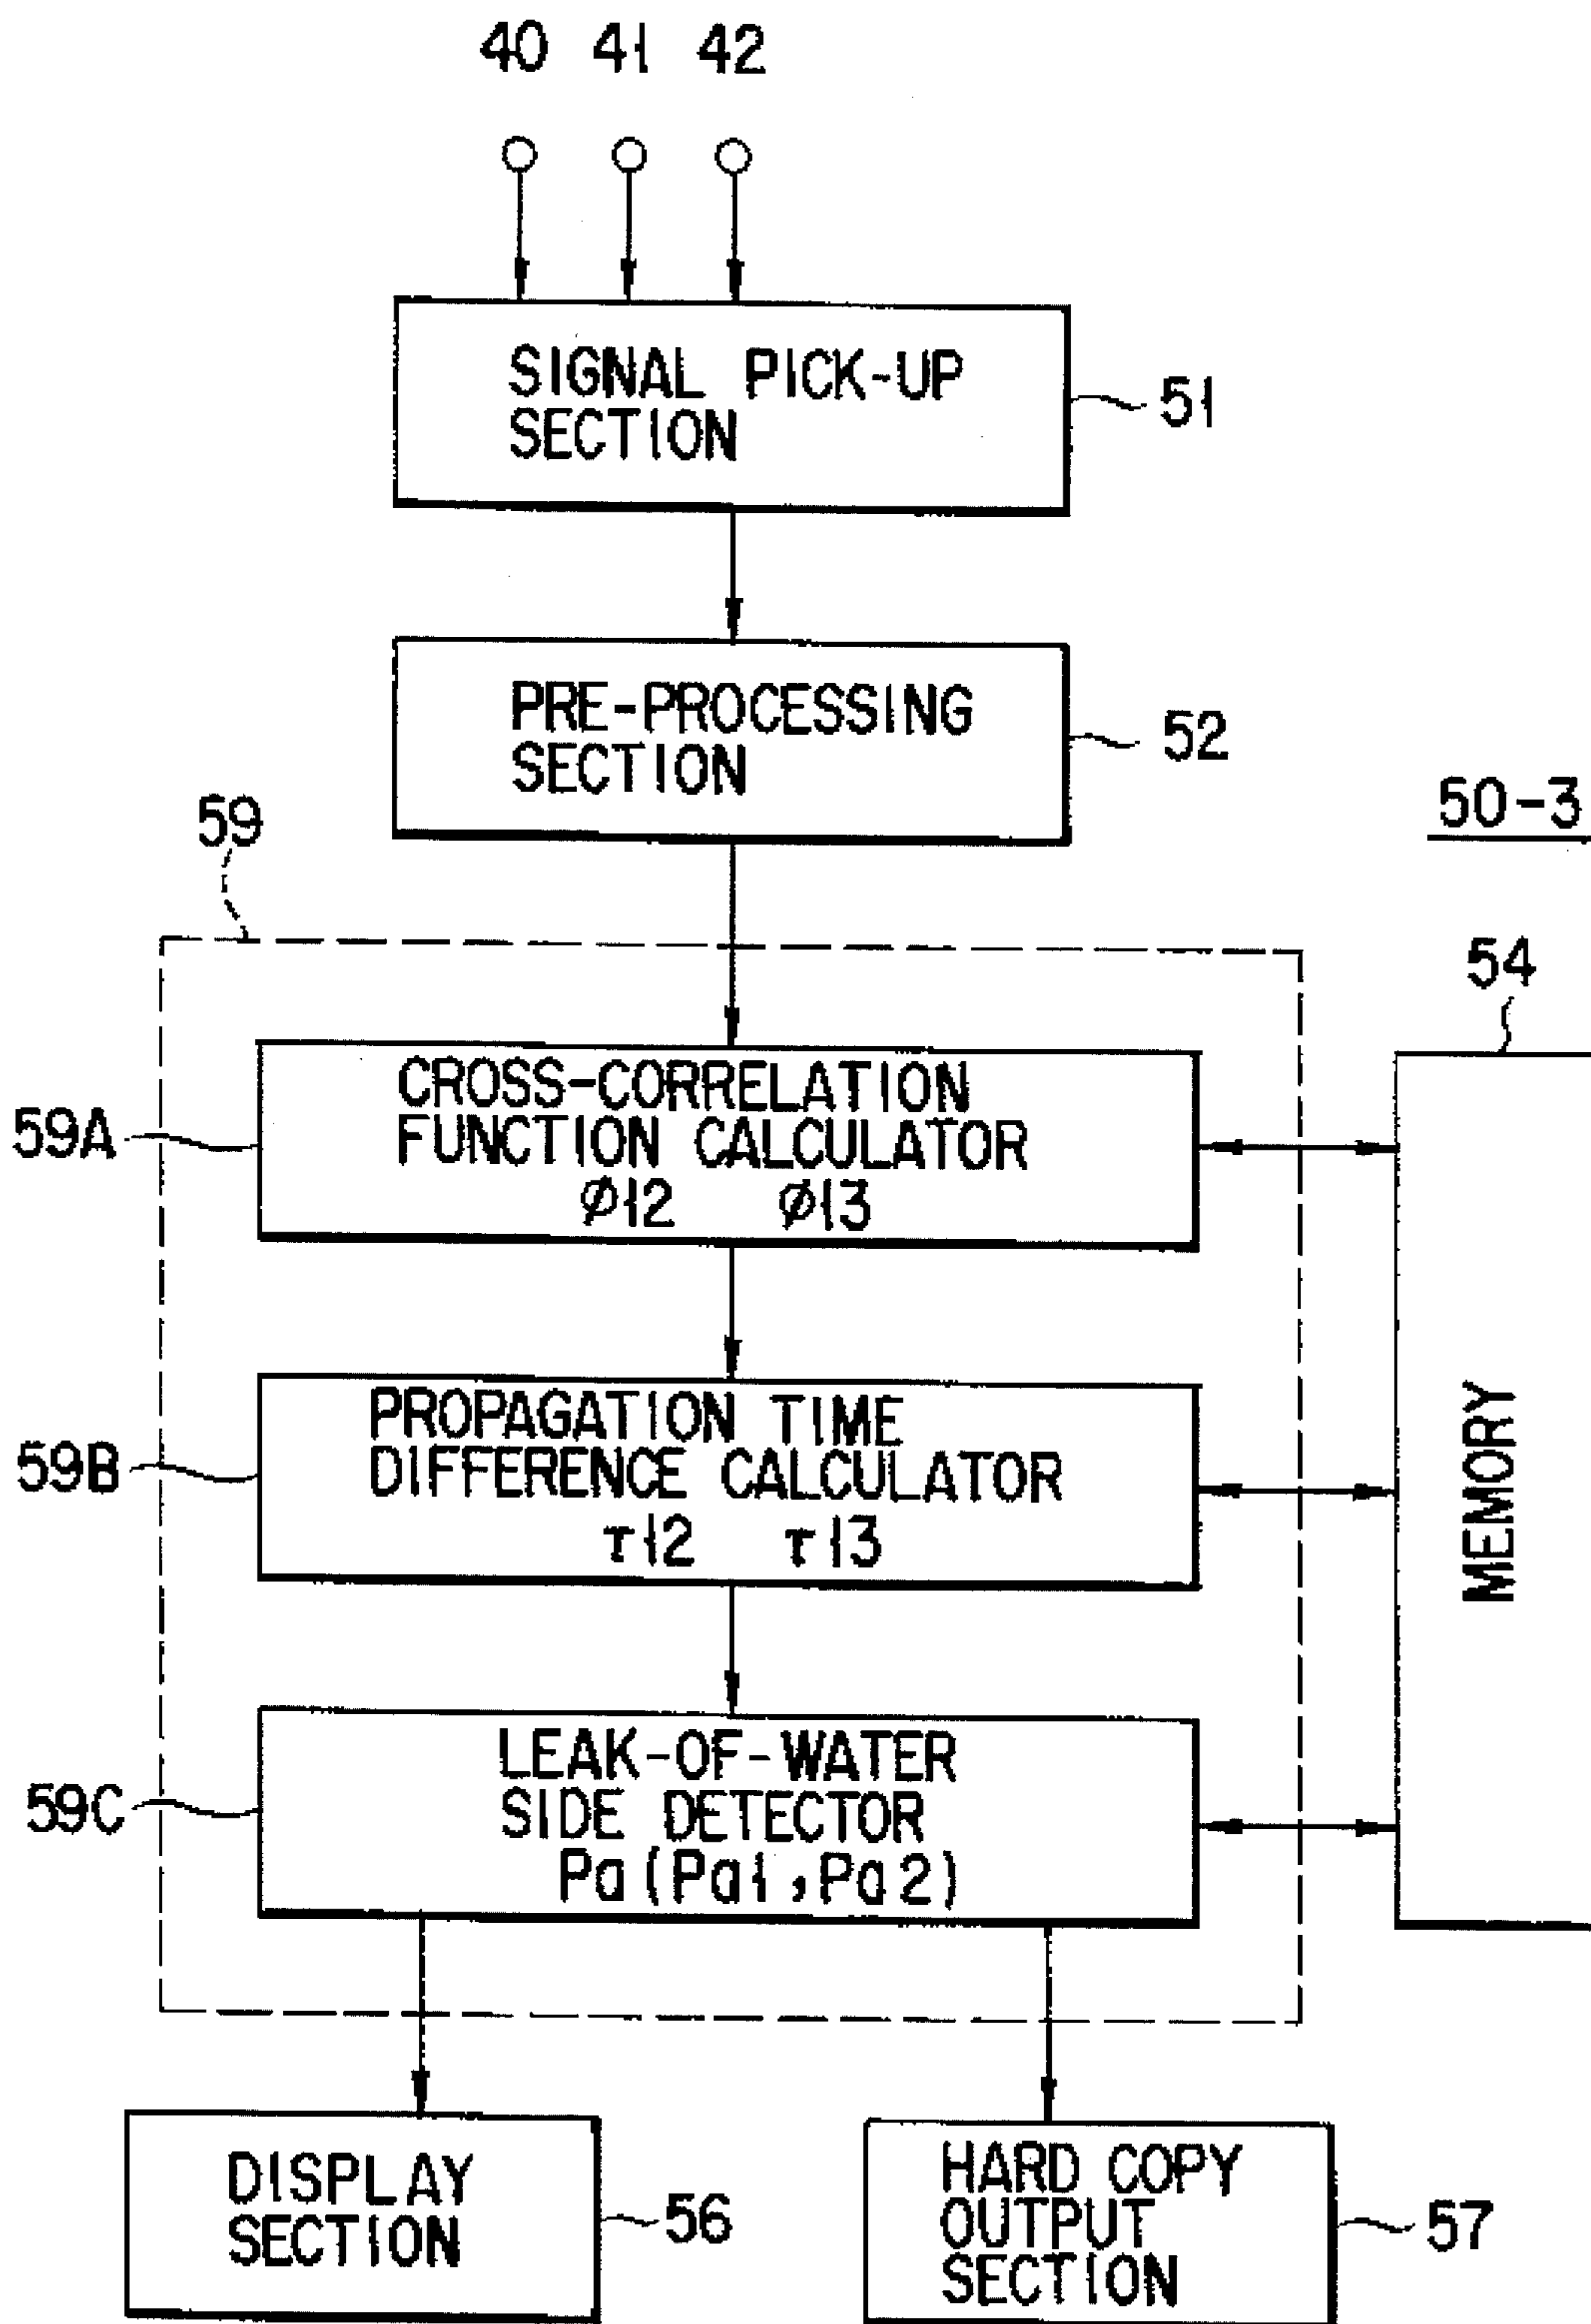 40 41 42
SIGNAL PICK-UP
SECTION
51
PRE-PROCESSING
SECTION
52
59
50-3
54
CROSS-CORRELATION
FUNCTION CALCULATOR
φ12 φ13
59A
PROPAGATION TIME
DIFFERENCE CALCULATOR
τ12 τ13
59B
MEMORY
LEAK-OF-WATER
SIDE DETECTOR
Pa(Pa1,Pa2)
59C
DISPLAY
SECTION
56
HARD COPY
OUTPUT
SECTION
57